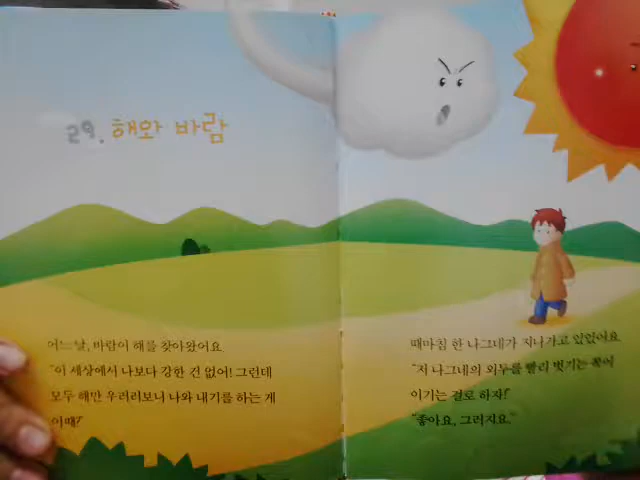 29. 해와 바람
어느 날, 바람이 해를 찾아왔어요.
"이 세상에서 나보다 강한 건 없어! 그런데
모두 해만 우러러보니 나와 내기를 하는 게
어때?"
때마침 한 나그네가 지나가고 있었어요.
"저 나그네의 외투를 빨리 벗기는 쪽이
이기는 걸로 하자!"
"좋아요, 그러지요."